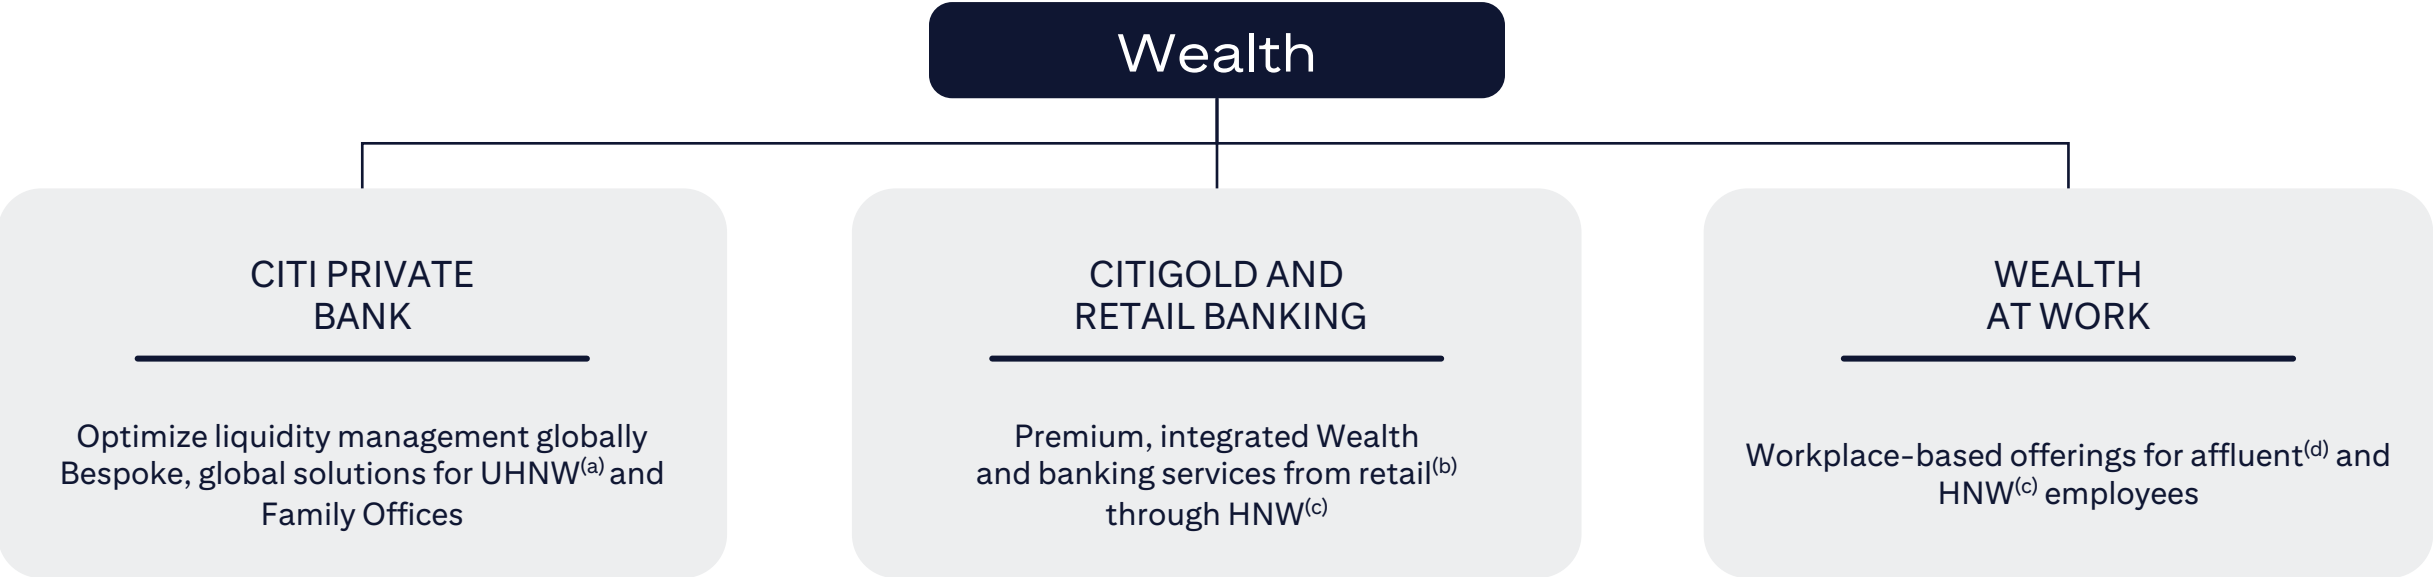 Wealth
CITI PRIVATE
BANK
Optimize liquidity management globally
Bespoke, global solutions for UHNW(a) and
Family Offices
CITIGOLD AND
RETAIL BANKING
Premium, integrated Wealth
and banking services from retail(b)
through HNW(c)
WEALTH
AT WORK
Workplace-based offerings for affluent(d) and
HNW(c) employees